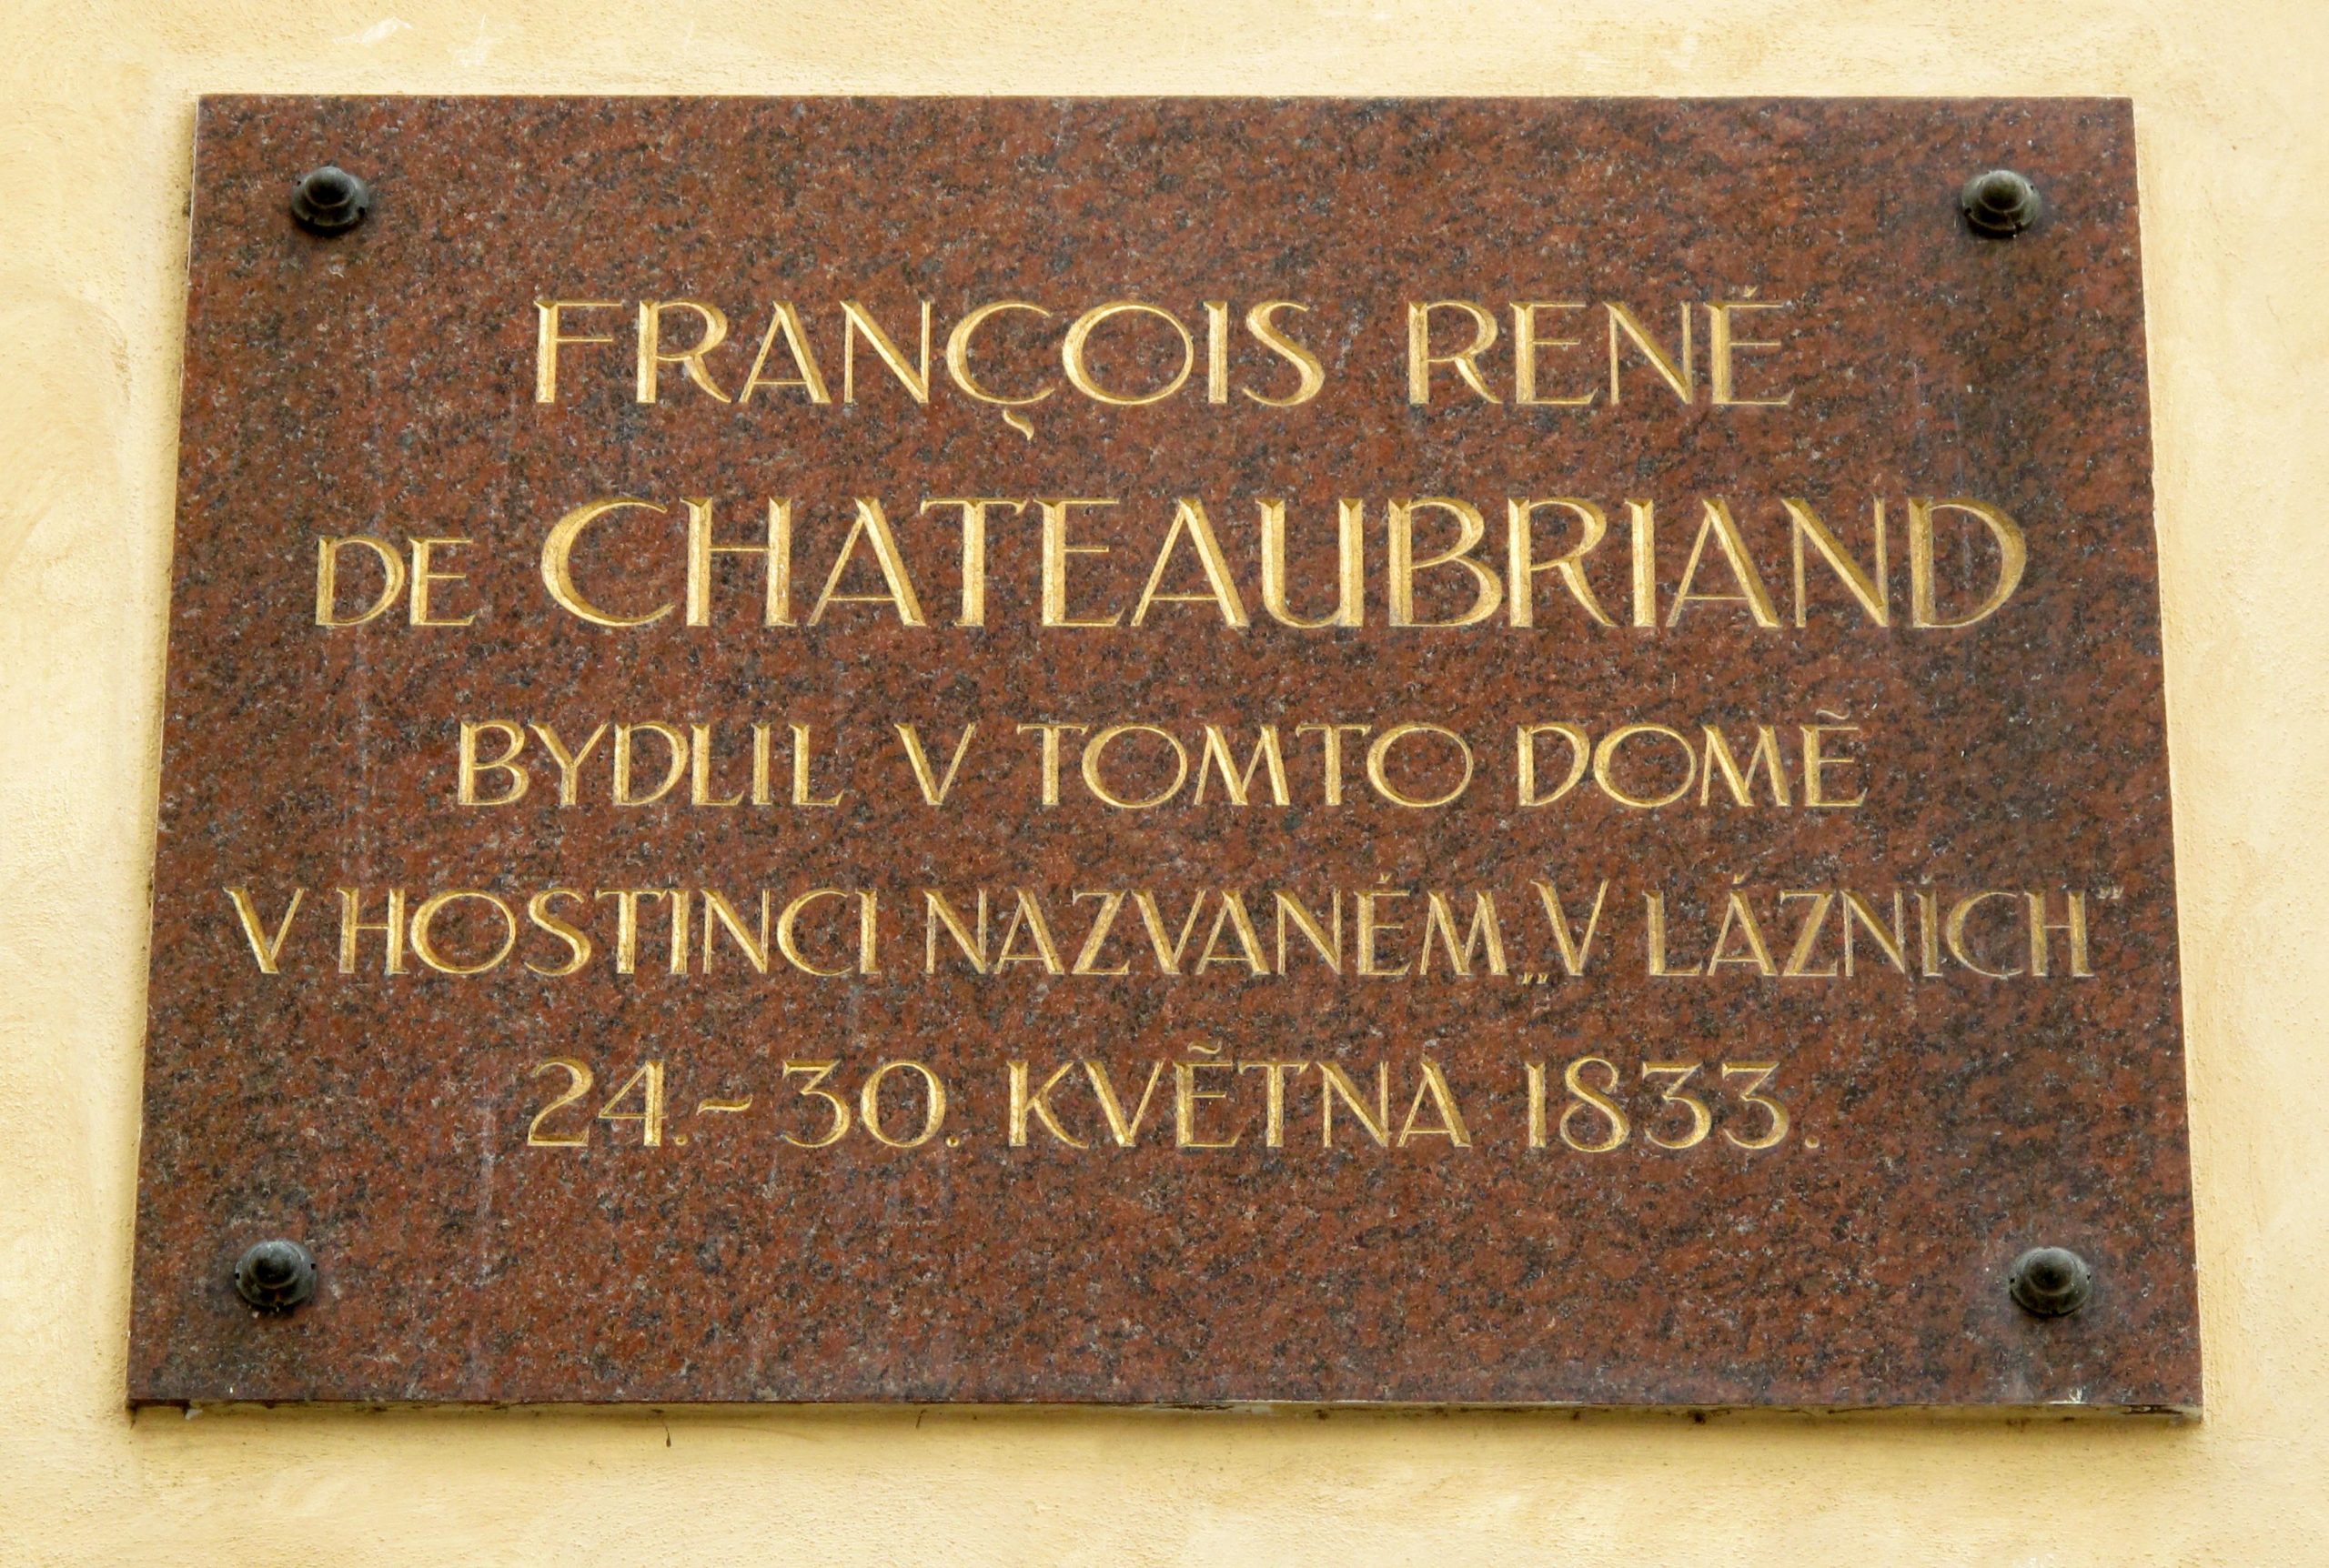 FRANÇOIS RENÉ
DE CHATEAUBRIAND
BYDLIL V TOMTO DOMĚ
V HOSTINCI NAZVANÉM „V LÁZNICH“
24.- 30. KVĚTNA 1833.